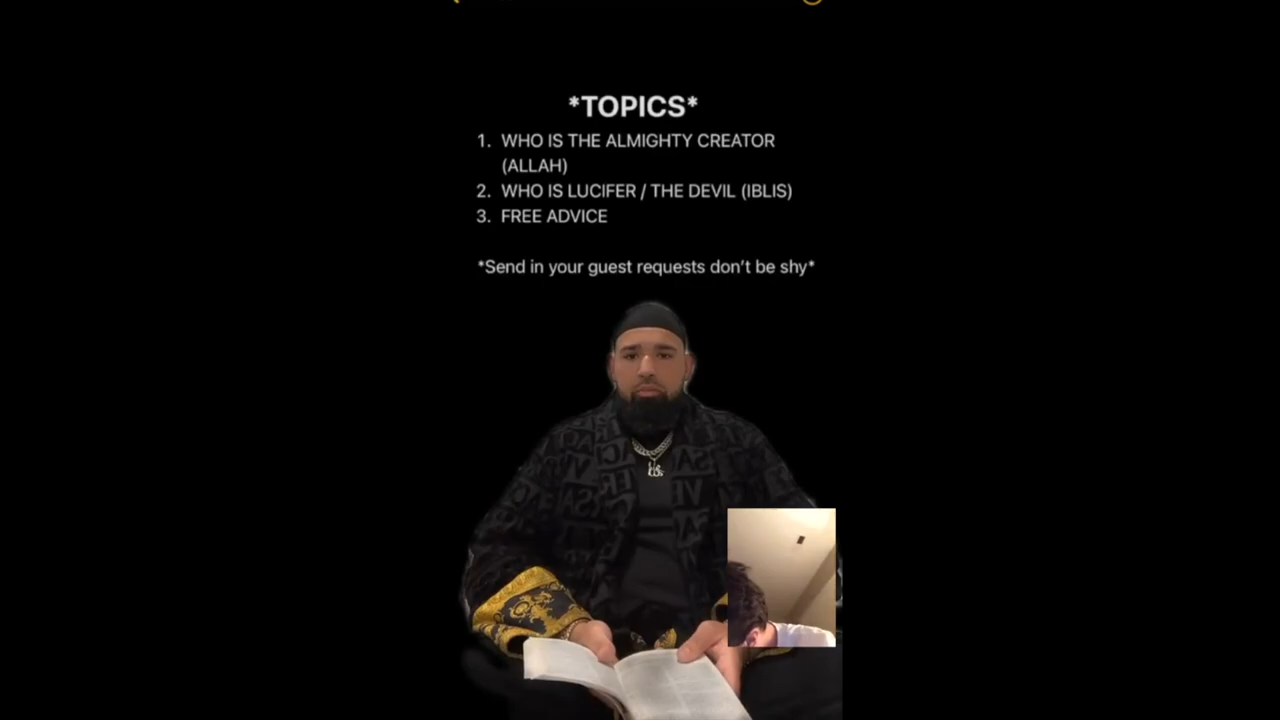 *TOPICS*
1. WHO IS THE ALMIGHTY CREATOR
(ALLAH)
2. WHO IS LUCIFER / THE DEVIL (IBLIS)
3. FREE ADVICE
*Send in your guest requests don't be shy*